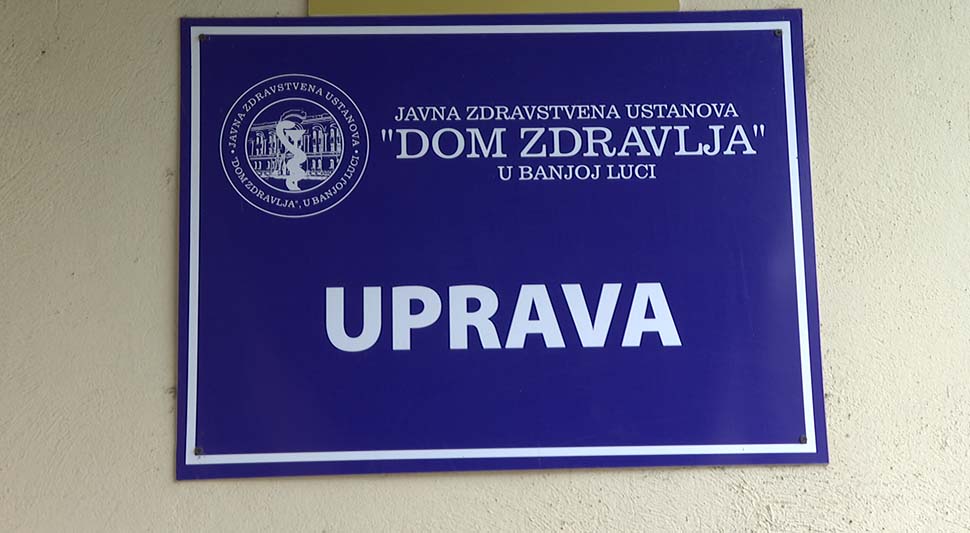 JAVNA ZDRAVSTVENA USTANOVA
"DOM ZDRAVLJA"
U BANJOJ LUCI
• JAVNA ZDRAVSTVENA USTANOVA •
"DOM ZDRAVLJA", U BANJOJ LUCI
UPRAVA